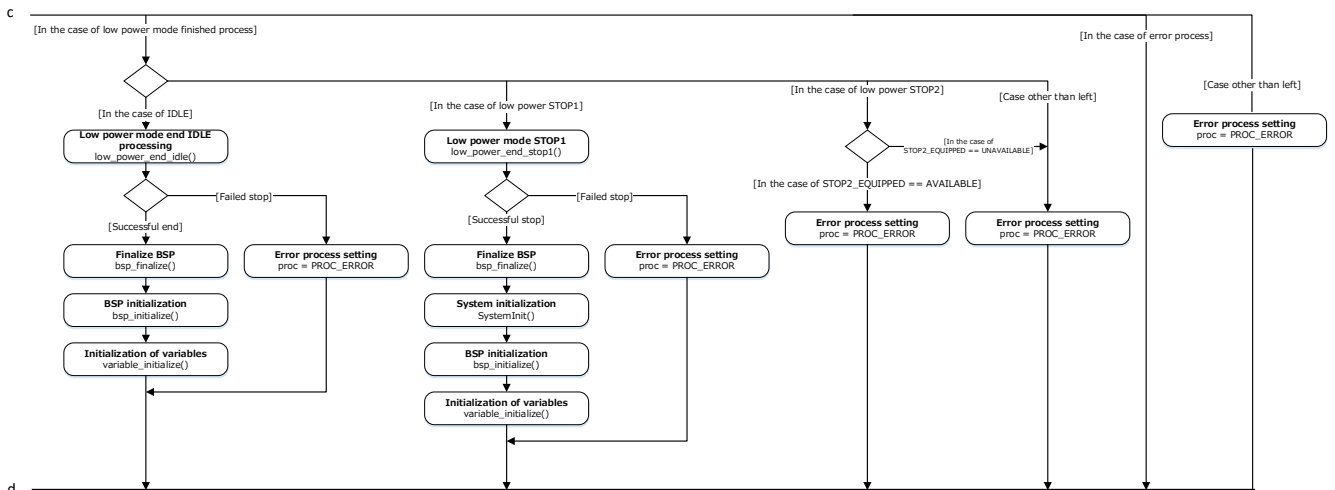 c
[In the case of low power mode finished process]
[In the case of error process]
[Case other than left]
[In the case of IDLE]
[In the case of low power STOP1]
[In the case of low power STOP2]
[Case other than left]
Error process setting
proc = PROC_ERROR
Low power mode end IDLE
processing
low_power_end_idle()
Low power mode STOP1
low_power_end_stop1()
[In the case of
STOP2_EQUIPPED == UNAVAILABLE]
[In the case of STOP2_EQUIPPED == AVAILABLE]
[Failed stop]
[Failed stop]
[Successful end]
[Successful stop]
Error process setting
proc = PROC_ERROR
Error process setting
proc = PROC_ERROR
Finalize BSP
bsp_finalize()
Error process setting
proc = PROC_ERROR
Finalize BSP
bsp_finalize()
Error process setting
proc = PROC_ERROR
BSP initialization
bsp_initialize()
System initialization
SystemInit()
Initialization of variables
variable_initialize()
BSP initialization
bsp_initialize()
Initialization of variables
variable_initialize()
d